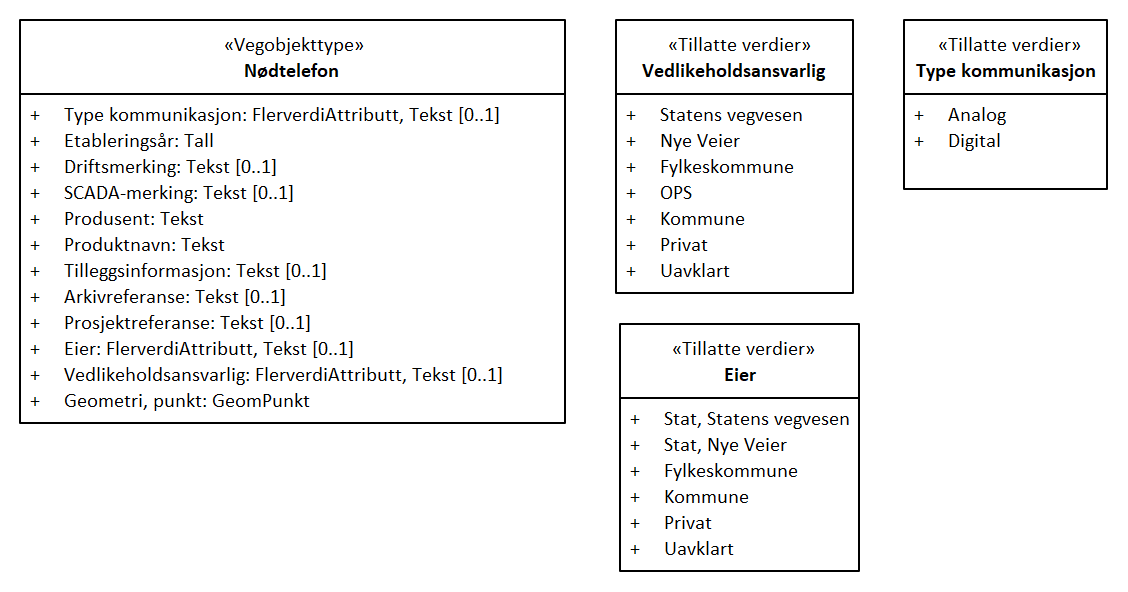 «Vegobjekttype»
Nødtelefon
+ Type kommunikasjon: FlerverdiAttributt, Tekst [0..1]
+ Etableringsår: Tall
+ Driftsmerking: Tekst [0..1]
+ SCADA-merking: Tekst [0..1]
+ Produsent: Tekst
+ Produktnavn: Tekst
+ Tilleggsinformasjon: Tekst [0..1]
+ Arkivreferanse: Tekst [0..1]
+ Prosjektreferanse: Tekst [0..1]
+ Eier: FlerverdiAttributt, Tekst [0..1]
+ Vedlikeholdsansvarlig: FlerverdiAttributt, Tekst [0..1]
+ Geometri, punkt: GeomPunkt
«Tillatte verdier»
Vedlikeholdsansvarlig
+ Statens vegvesen
+ Nye Veier
+ Fylkeskommune
+ OPS
+ Kommune
+ Privat
+ Uavklart
«Tillatte verdier»
Type kommunikasjon
+ Analog
+ Digital
«Tillatte verdier»
Eier
+ Stat, Statens vegvesen
+ Stat, Nye Veier
+ Fylkeskommune
+ Kommune
+ Privat
+ Uavklart